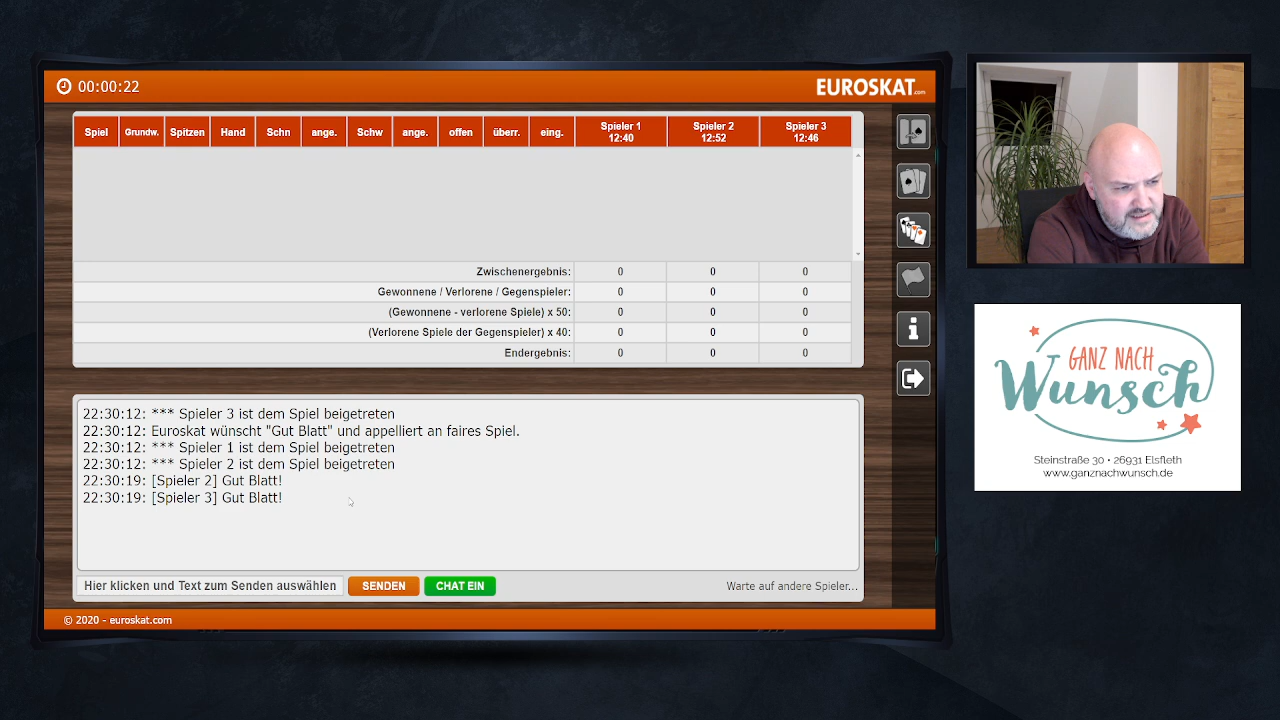 00:00:22
EUROSKAT.com
Spiel Grundw. Spitzen Hand Schn ange. Schw ange. offen überr. eing. Spieler 1 Spieler 2 Spieler 3
12:40 12:52 12:46
Zwischenergebnis: 0 0 0
Gewonnene / Verlorene / Gegenspieler: 0 0 0
(Gewonnene - verlorene Spiele) x 50: 0 0 0
(Verlorene Spiele der Gegenspieler) x 40: 0 0 0
Endergebnis: 0 0 0
22:30:12: *** Spieler 3 ist dem Spiel beigetreten
22:30:12: Euroskat wünscht "Gut Blatt" und appelliert an faires Spiel.
22:30:12: *** Spieler 1 ist dem Spiel beigetreten
22:30:12: *** Spieler 2 ist dem Spiel beigetreten
22:30:19: [Spieler 2] Gut Blatt!
22:30:19: [Spieler 3] Gut Blatt!
Hier klicken und Text zum Senden auswählen SENDEN CHAT EIN Warte auf andere Spieler...
© 2020 - euroskat.com
GANZ NACH
Wunsch
Steinstraße 30 • 26931 Elsfleth
www.ganznachwunsch.de